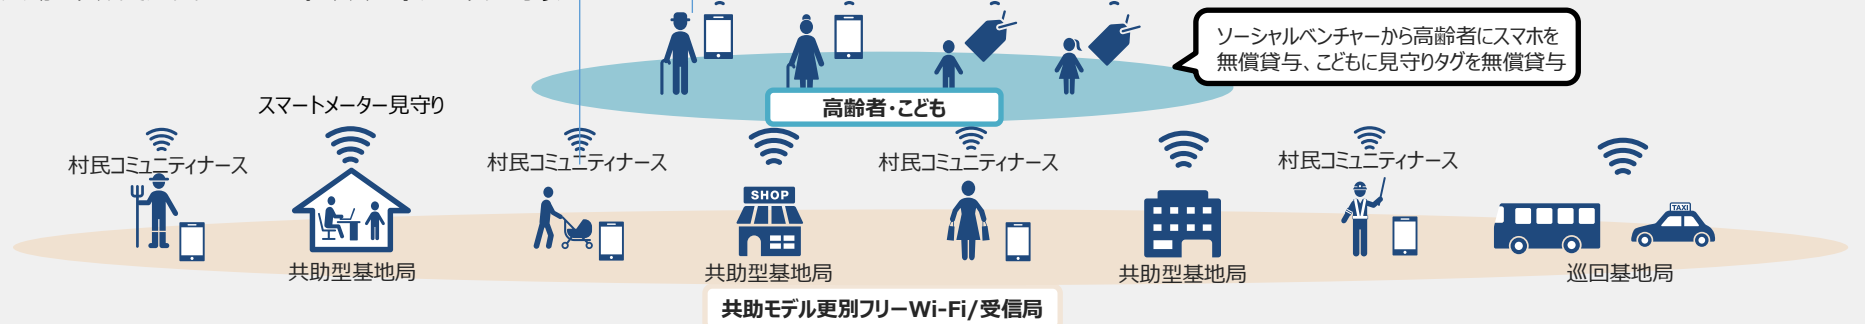 ソーシャルベンチャーから高齢者にスマホを
無償貸与、こどもに見守りタグを無償貸与
高齢者・こども
スマートメーター見守り
村民コミュニティナース
村民コミュニティナース
村民コミュニティナース
村民コミュニティナース
SHOP
TAXI
共助型基地局
共助型基地局
共助型基地局
巡回基地局
共助モデル更別フリーWi-Fi/受信局